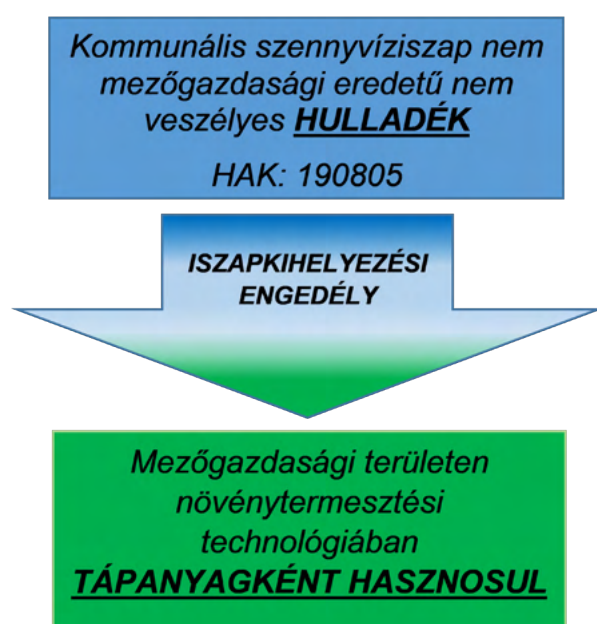 Kommunális szennyvíziszap nem
mezőgazdasági eredetű nem
veszélyes HULLADÉK
HAK: 190805
ISZAPKIHELYEZÉSI
ENGEDÉLY
Mezőgazdasági területen
növénytermesztési
technológiában
TÁPANYAGKÉNT HASZNOSUL